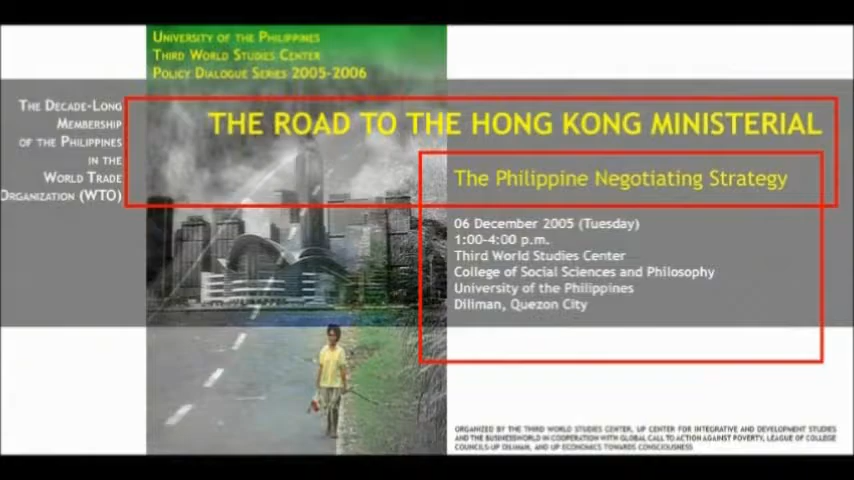 UNIVERSITY OF THE PHILIPPINES
THIRD WORLD STUDIES CENTER
POLICY DIALOGUE SERIES 2005-2006
THE DECADE-LONG
MEMBERSHIP
OF THE PHILIPPINES
IN THE
WORLD TRADE
ORGANIZATION (WTO)
THE ROAD TO THE HONG KONG MINISTERIAL
The Philippine Negotiating Strategy
06 December 2005 (Tuesday)
1:00-4:00 p.m.
Third World Studies Center
College of Social Sciences and Philosophy
University of the Philippines
Diliman, Quezon City
ORGANIZED BY THE THIRD WORLD STUDIES CENTER, UP CENTER FOR INTEGRATIVE AND DEVELOPMENT STUDIES
AND THE BUSINESSWORLD IN COOPERATION WITH GLOBAL CALL TO ACTION AGAINST POVERTY, LEAGUE OF COLLEGE
COUNCILS-UP DILIMAN, AND UP ECONOMICS TOWARDS CONSCIOUSNESS